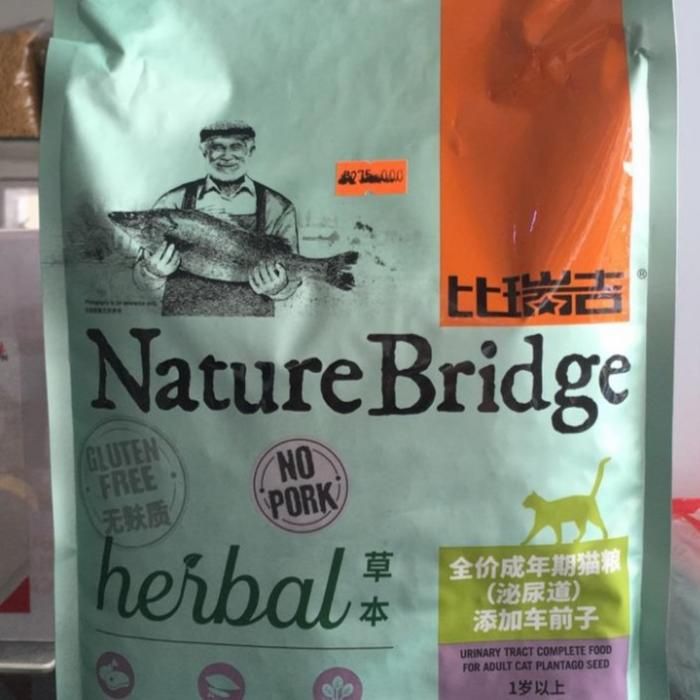 比瑞吉
®
Nature Bridge
GLUTEN
FREE
无麸质
NO
PORK
herbal
草本
全价成年期猫粮
(泌尿道)
添加车前子
URINARY TRACT COMPLETE FOOD
FOR ADULT CAT PLANTAGO SEED
1岁以上